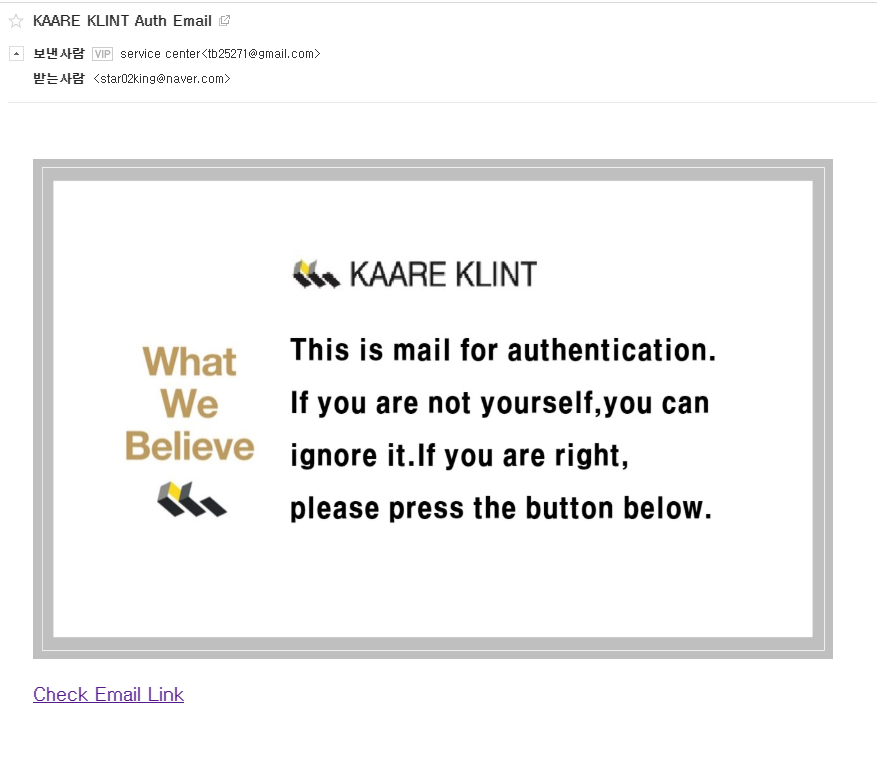 KAARE KLINT Auth Email
보낸사람 VIP service center<tb25271@gmail.com>
받는사람 <star02king@naver.com>
KAARE KLINT
What
We
Believe
This is mail for authentication.
If you are not yourself,you can
ignore it.If you are right,
please press the button below.
Check Email Link